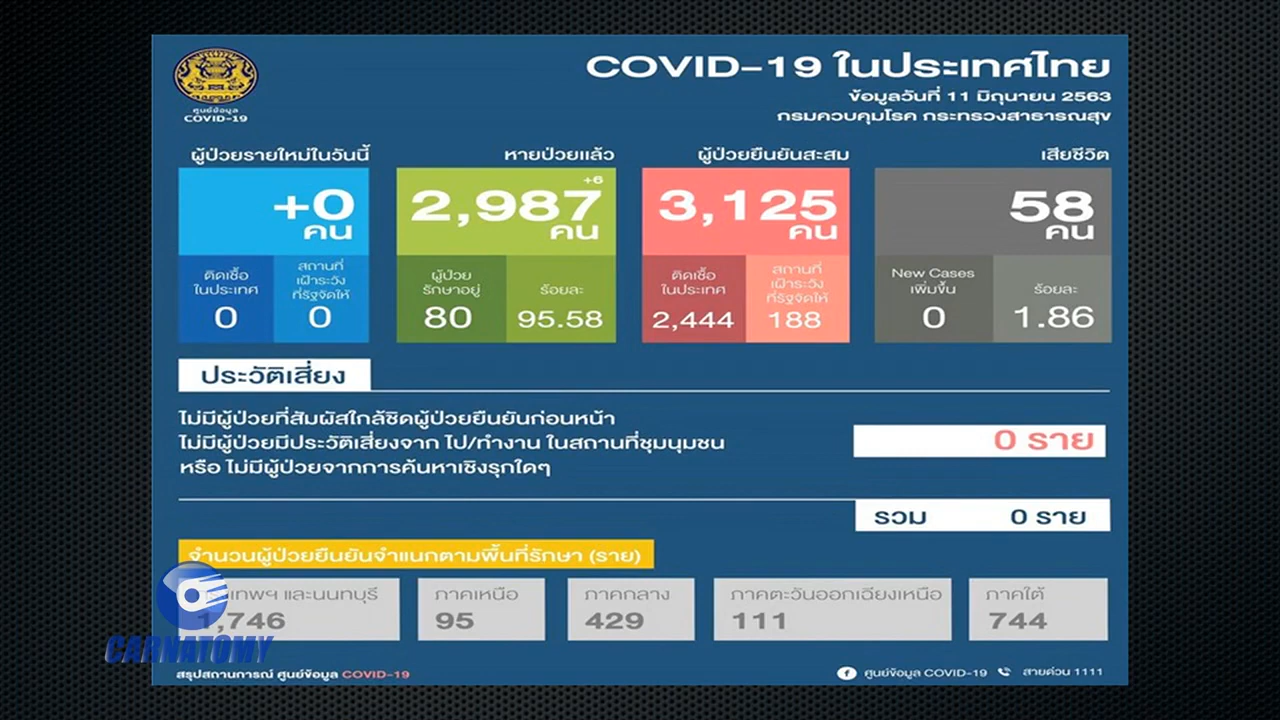 COVID-19 ในประเทศไทย
ข้อมูลวันที่ 11 มิถุนายน 2563
กรมควบคุมโรค กระทรวงสาธารณสุข
ศูนย์ข้อมูล
COVID-19
ผู้ป่วยรายใหม่ในวันนี้
+0
คน
ติดเชื้อ
ในประเทศ
0
สถานที่
เฝ้าระวัง
ที่รัฐจัดให้
0
หายป่วยแล้ว
+6
2,987
คน
ผู้ป่วย
รักษาอยู่
80
ร้อยละ
95.58
ผู้ป่วยยืนยันสะสม
3,125
คน
ติดเชื้อ
ในประเทศ
2,444
สถานที่
เฝ้าระวัง
ที่รัฐจัดให้
188
เสียชีวิต
58
คน
New Cases
เพิ่มขึ้น
0
ร้อยละ
1.86
ประวัติเสี่ยง
ไม่มีผู้ป่วยที่สัมผัสใกล้ชิดผู้ป่วยยืนยันก่อนหน้า
ไม่มีผู้ป่วยมีประวัติเสี่ยงจาก ไป/ทำงาน ในสถานที่ชุมนุมชน
หรือ ไม่มีผู้ป่วยจากการค้นหาเชิงรุกใดๆ
0 ราย
รวม 0 ราย
จำนวนผู้ป่วยยืนยันจำแนกตามพื้นที่รักษา (ราย)
และนนทบุรี
1,746
ภาคเหนือ
95
ภาคกลาง
429
ภาคตะวันออกเฉียงเหนือ
111
ภาคใต้
744
CARNATOMY
สรุปสถานการณ์ ศูนย์ข้อมูล COVID-19
ศูนย์ข้อมูล COVID-19 สายด่วน 1111